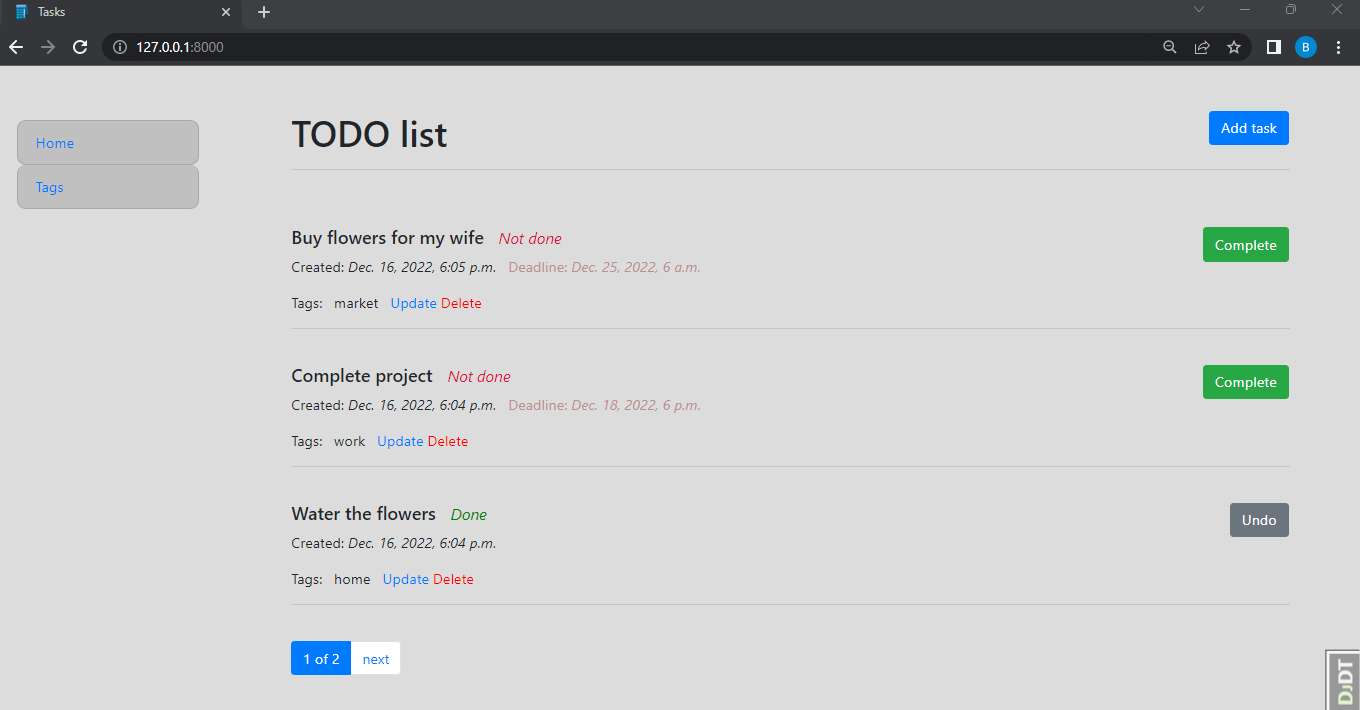 Tasks
127.0.0.1:8000
B
Home
Tags
TODO list
Add task
Buy flowers for my wife Not done
Complete
Created: Dec. 16, 2022, 6:05 p.m. Deadline: Dec. 25, 2022, 6 a.m.
Tags: market Update Delete
Complete project Not done
Complete
Created: Dec. 16, 2022, 6:04 p.m. Deadline: Dec. 18, 2022, 6 p.m.
Tags: work Update Delete
Water the flowers Done
Undo
Created: Dec. 16, 2022, 6:04 p.m.
Tags: home Update Delete
1 of 2 next
DJDT